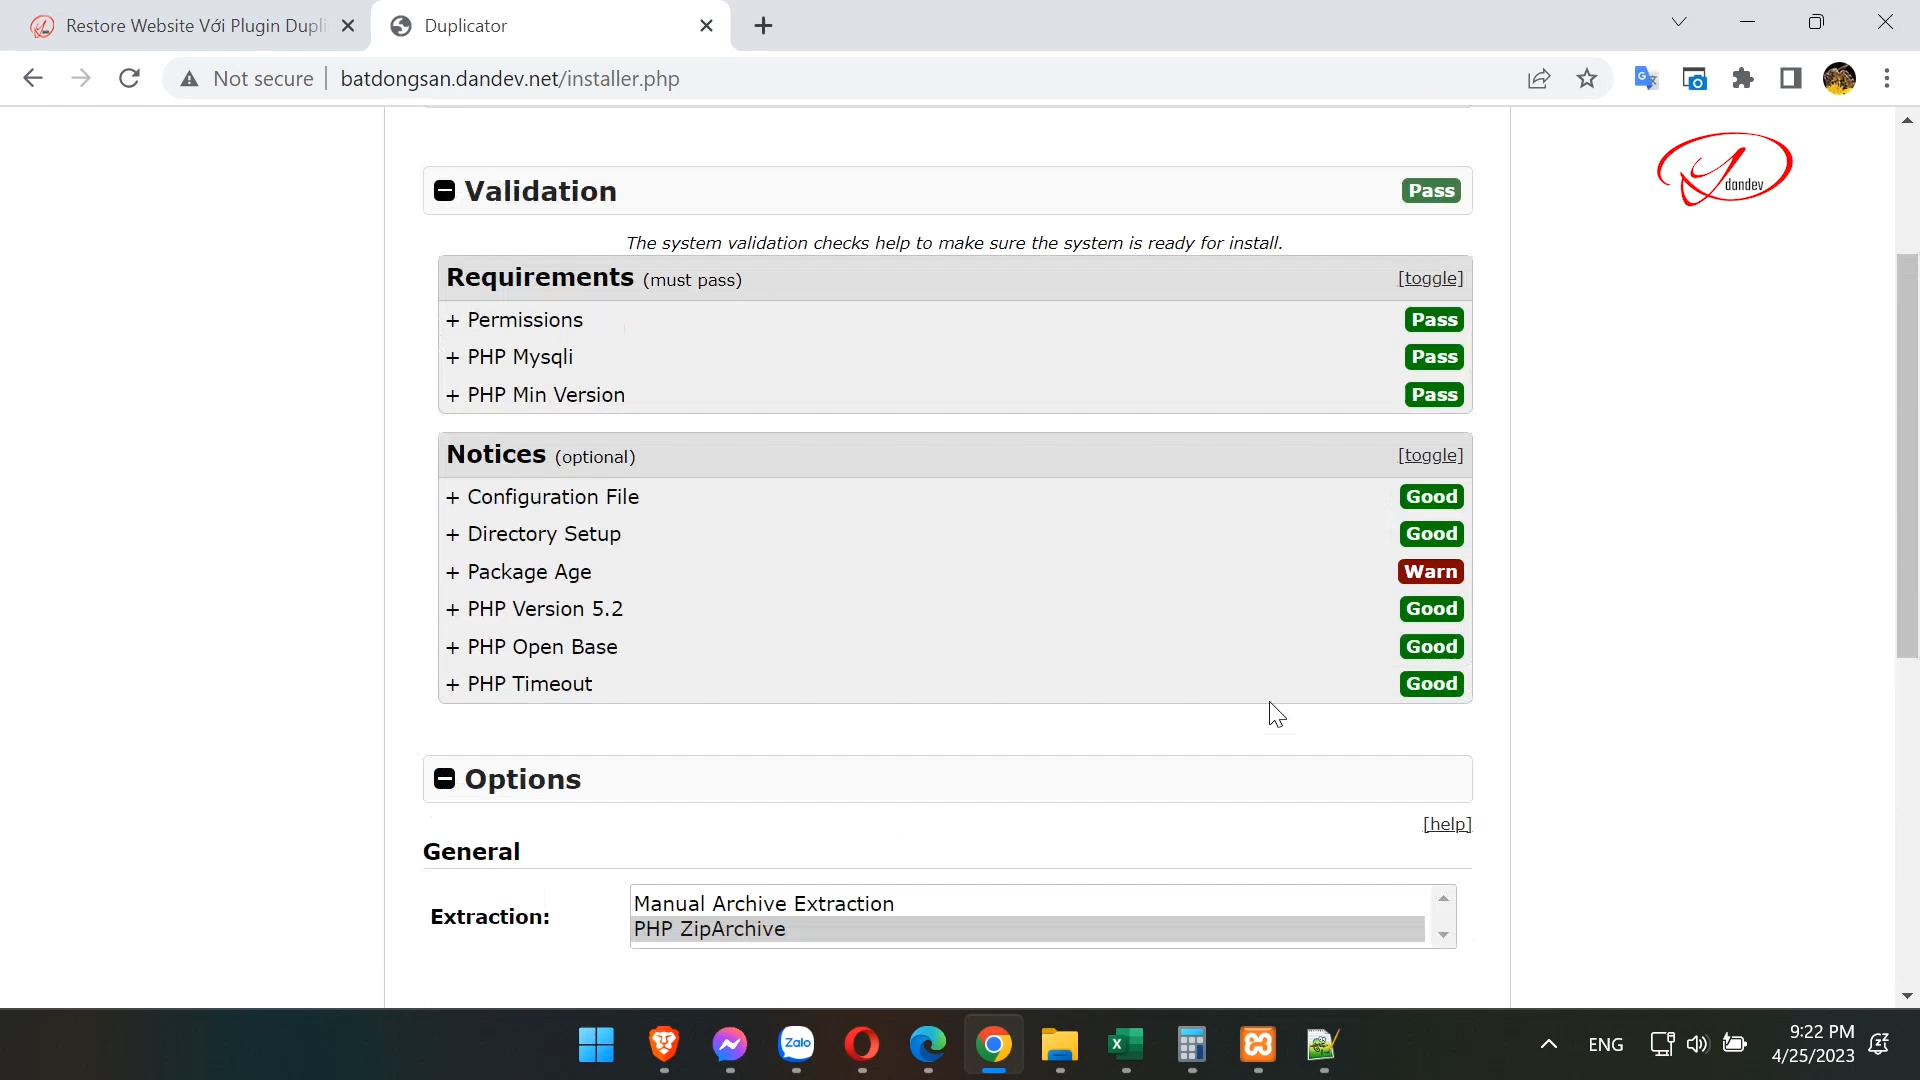 Restore Website Với Plugin Dupli
Duplicator
Not secure | batdongsan.dandev.net/installer.php
dandev
Validation
Pass
The system validation checks help to make sure the system is ready for install.
Requirements (must pass)
[toggle]
+ Permissions
Pass
+ PHP Mysqli
Pass
+ PHP Min Version
Pass
Notices (optional)
[toggle]
+ Configuration File
Good
+ Directory Setup
Good
+ Package Age
Warn
+ PHP Version 5.2
Good
+ PHP Open Base
Good
+ PHP Timeout
Good
Options
[help]
General
Extraction:
Manual Archive Extraction
PHP ZipArchive
Zalo
ENG
9:22 PM
4/25/2023